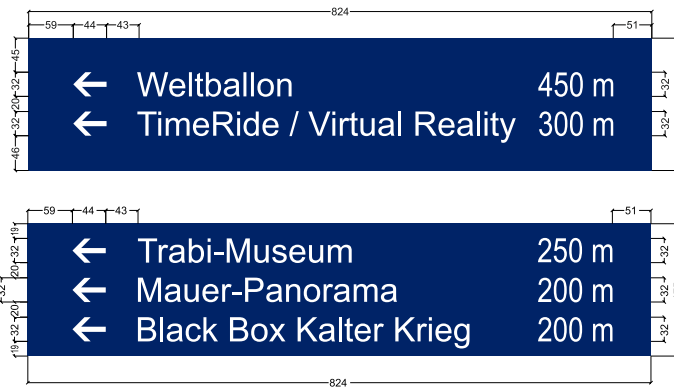 824
59 44 43 51
45
← Weltballon 450 m
32 32
20
← TimeRide / Virtual Reality 300 m
32 32
46
59 44 43 51
19
← Trabi-Museum 250 m
32 32
20
← Mauer-Panorama 200 m
32
20
← Black Box Kalter Krieg 200 m
32 32
19
824